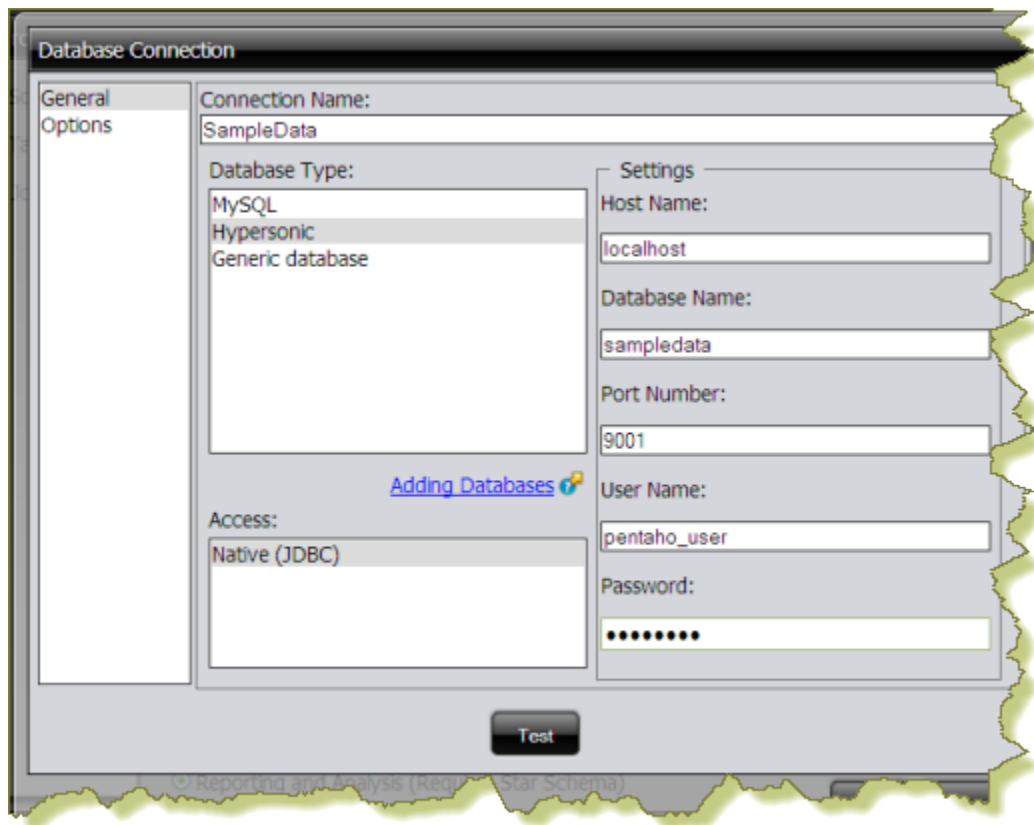 Database Connection
General
Options
Connection Name:
SampleData
Database Type:
MySQL
Hypersonic
Generic database
Adding Databases
Access:
Native (JDBC)
Settings
Host Name:
localhost
Database Name:
sampledata
Port Number:
9001
User Name:
pentaho_user
Password:
••••••••
Test
Reporting and Analysis (Requ Star Schema)